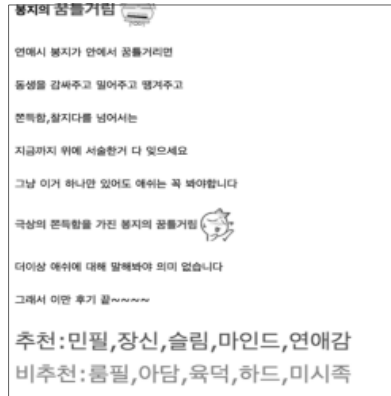 봉지의 꿈틀거림
연애시 봉지가 안에서 꿈틀거리면
동생을 감싸주고 밀어주고 땡겨주고
쫀득함,찰지다를 넘어서는
지금까지 위에 서술한거 다 잊으세요
그냥 이거 하나만 있어도 애쉬는 꼭 봐야합니다
극상의 쫀득함을 가진 봉지의 꿈틀거림
더이상 애쉬에 대해 말해봐야 의미 없습니다
그래서 이만 후기 끝~~~~
추천:민필,장신,슬림,마인드,연애감
비추천:룸필,아담,육덕,하드,미시족